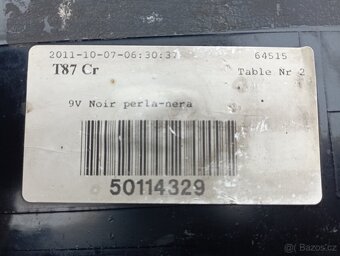 2011-10-07-06:30:37 64515
T87 Cr Table Nr 2
9V Noir perla-nera
50114329
Bazos.cz